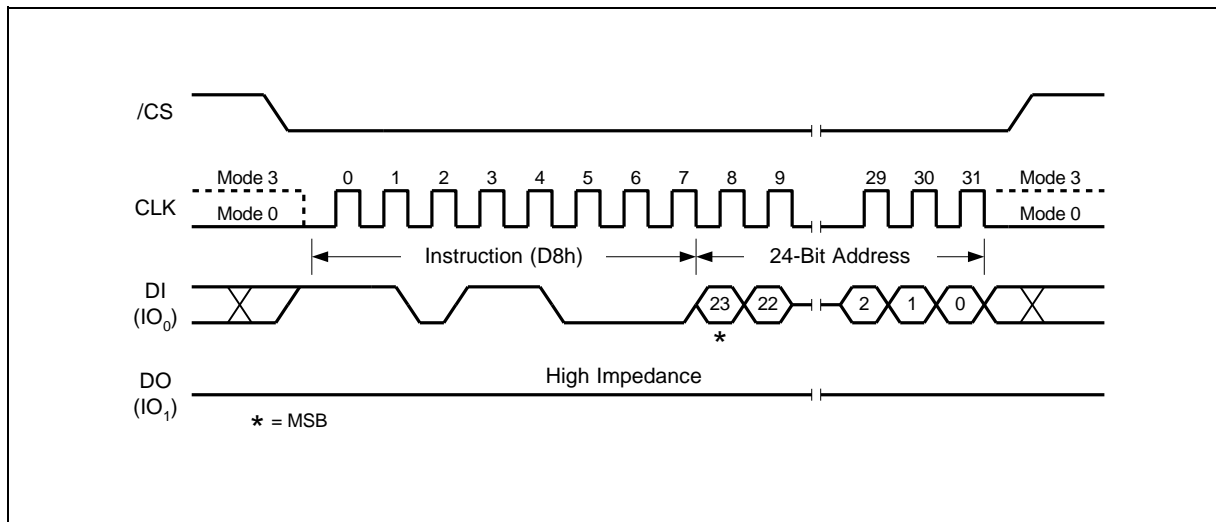 /CS
Mode 3 0 1 2 3 4 5 6 7 8 9 29 30 31 Mode 3
CLK Mode 0 Mode 0
Instruction (D8h) 24-Bit Address
DI
(IO₀)
23 22 2 1 0
*
DO
(IO₁)
High Impedance
* = MSB